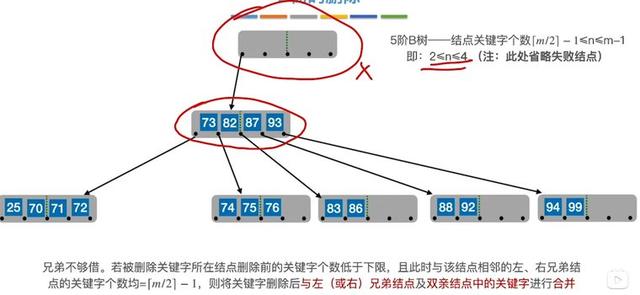 5阶B树——结点关键字个数⌈m/2⌉-1≤n≤m-1
即：2≤n≤4（注：此处省略失败结点）
x
73 82 87 93
25 70 71 72
74 75 76
83 86
88 92
94 99
兄弟不够借。若被删除关键字所在结点删除前的关键字个数低于下限，且此时与该结点相邻的左、右兄弟结
点的关键字个数均=⌈m/2⌉-1，则将关键字删除后与左（或右）兄弟结点及双亲结点中的关键字进行合并